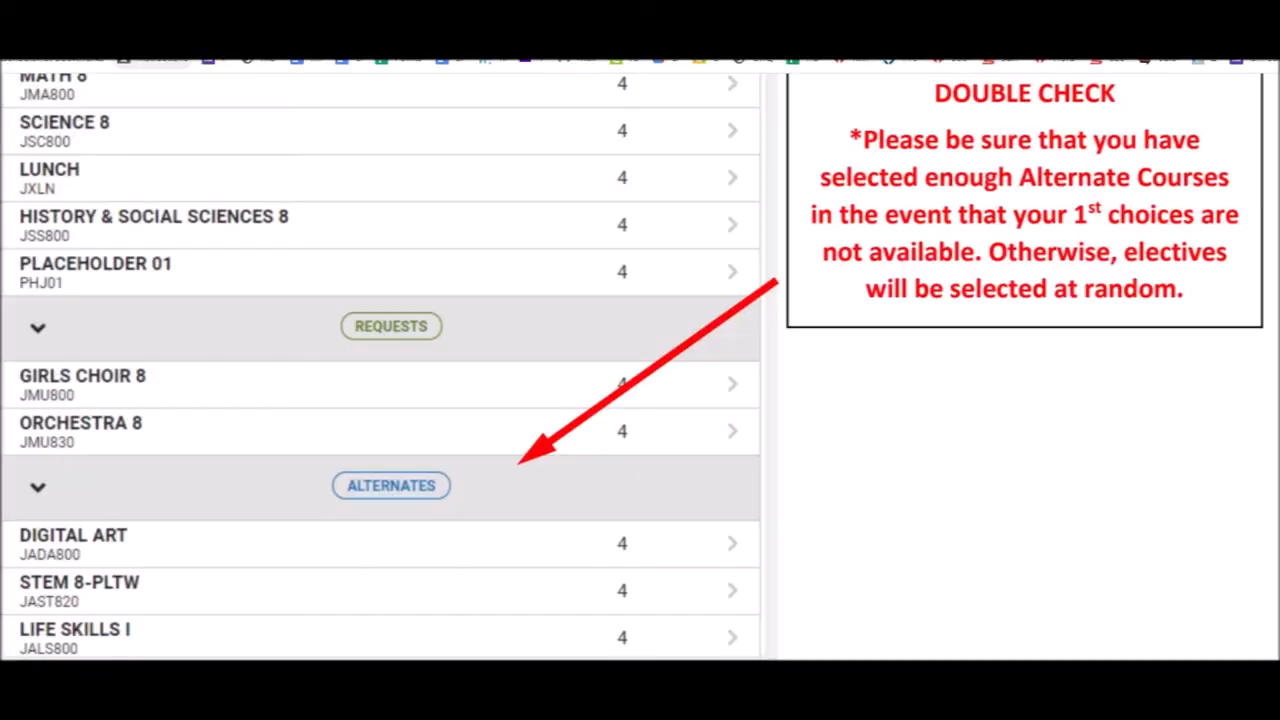 MATH 8
JMA800
4
SCIENCE 8
JSC800
4
LUNCH
JXLN
4
HISTORY & SOCIAL SCIENCES 8
JSS800
4
PLACEHOLDER 01
PHJ01
4
REQUESTS
GIRLS CHOIR 8
JMU800
4
ORCHESTRA 8
JMU830
4
ALTERNATES
DIGITAL ART
JADA800
4
STEM 8-PLTW
JAST820
4
LIFE SKILLS I
JALS800
4
DOUBLE CHECK
*Please be sure that you have
selected enough Alternate Courses
in the event that your 1st choices are
not available. Otherwise, electives
will be selected at random.